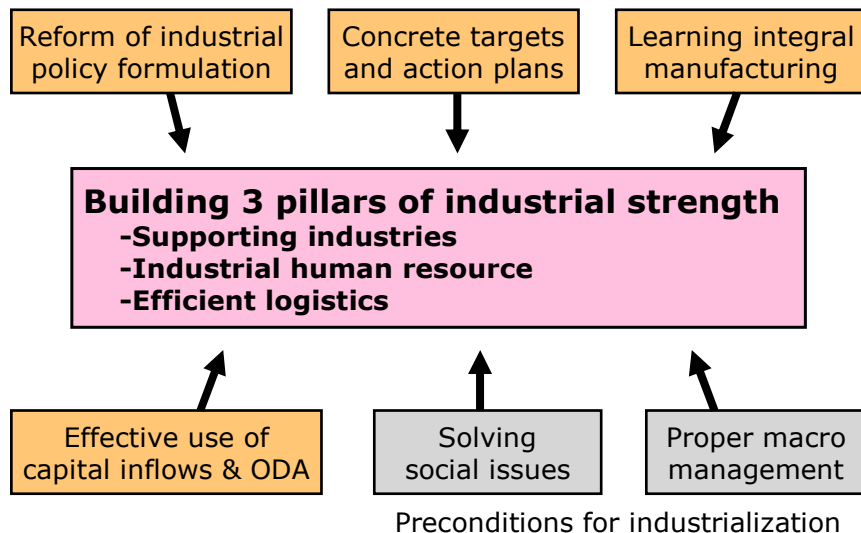 Reform of industrial
policy formulation
Concrete targets
and action plans
Learning integral
manufacturing
Building 3 pillars of industrial strength
-Supporting industries
-Industrial human resource
-Efficient logistics
Effective use of
capital inflows & ODA
Solving
social issues
Proper macro
management
Preconditions for industrialization